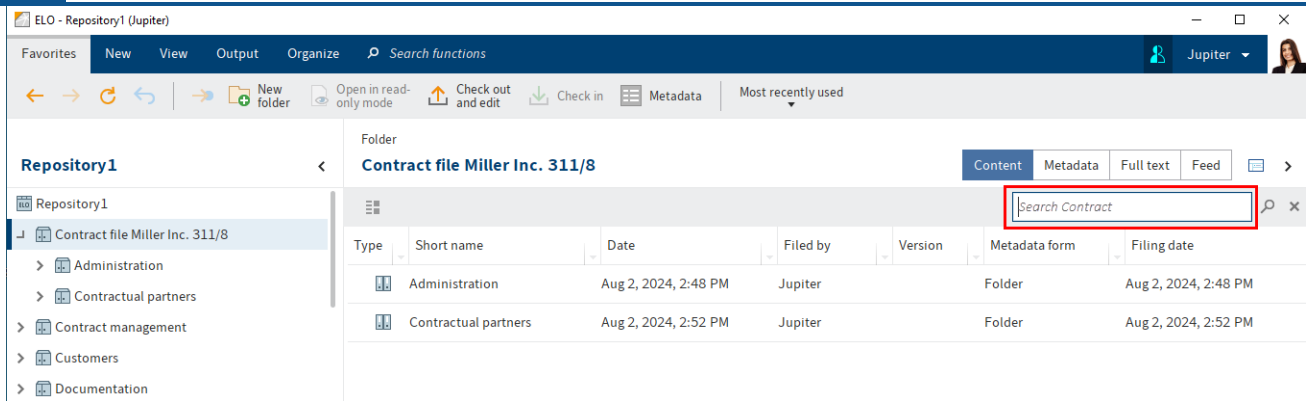 ELO - Repository1 (Jupiter)
Favorites New View Output Organize Search functions Jupiter
New folder
Open in read-only mode
Check out and edit
Check in
Metadata
Most recently used
Repository1
Folder
Contract file Miller Inc. 311/8
Content Metadata Full text Feed
ELO Repository1
Contract file Miller Inc. 311/8
Administration
Contractual partners
Contract management
Customers
Documentation
Search Contract
Type Short name Date Filed by Version Metadata form Filing date
Administration Aug 2, 2024, 2:48 PM Jupiter Folder Aug 2, 2024, 2:48 PM
Contractual partners Aug 2, 2024, 2:52 PM Jupiter Folder Aug 2, 2024, 2:52 PM